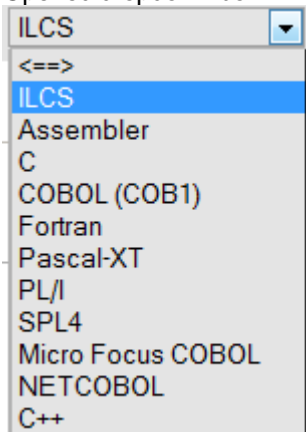 ILCS
<==>
ILCS
Assembler
C
COBOL (COB1)
Fortran
Pascal-XT
PL/I
SPL4
Micro Focus COBOL
NETCOBOL
C++